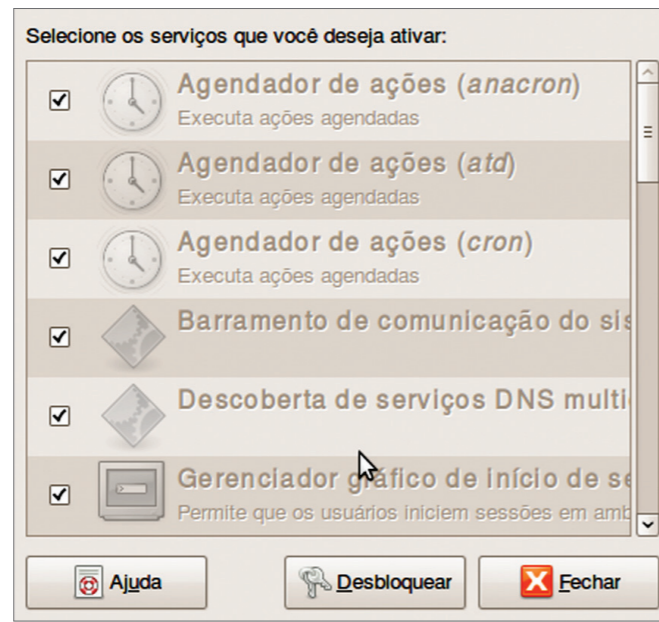 Selecione os serviços que você deseja ativar:
Agendador de ações (anacron)
Executa ações agendadas
Agendador de ações (atd)
Executa ações agendadas
Agendador de ações (cron)
Executa ações agendadas
Barramento de comunicação do sis
Descoberta de serviços DNS multi
Gerenciador gráfico de início de se
Permite que os usuários iniciem sessões em amb
Ajuda
Desbloquear
Fechar